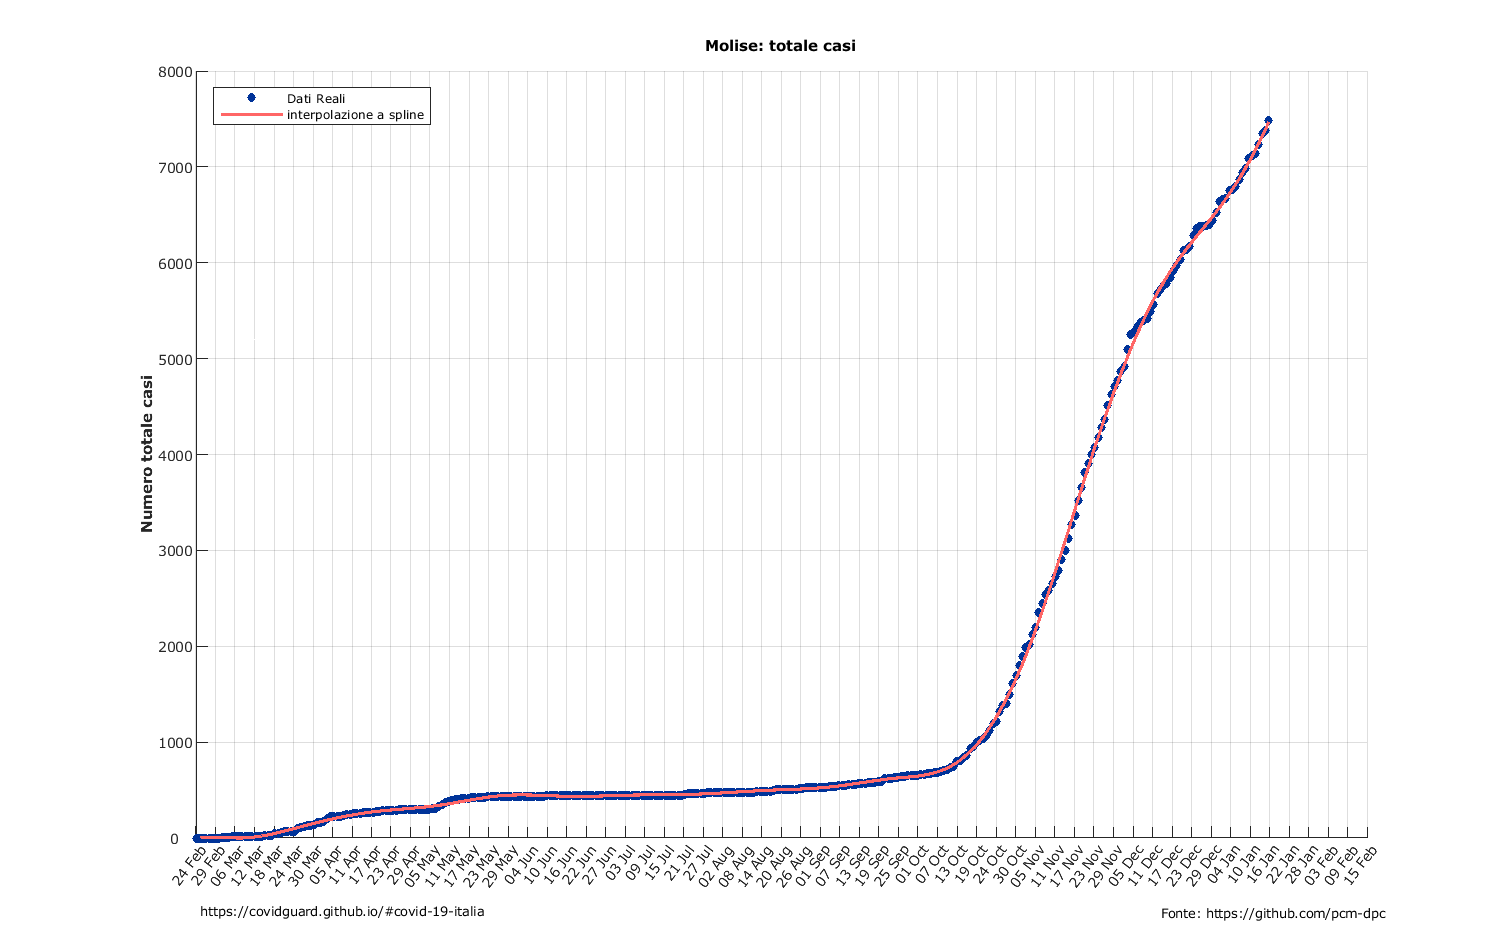 Molise: totale casi
8000
7000
6000
5000
4000
3000
2000
1000
0
Numero totale casi
Dati Reali
interpolazione a spline
24 Feb
29 Feb
06 Mar
12 Mar
18 Mar
24 Mar
30 Mar
05 Apr
11 Apr
17 Apr
23 Apr
29 Apr
05 May
11 May
17 May
23 May
29 May
04 Jun
10 Jun
16 Jun
22 Jun
27 Jun
03 Jul
09 Jul
15 Jul
21 Jul
27 Jul
02 Aug
08 Aug
14 Aug
20 Aug
26 Aug
01 Sep
07 Sep
13 Sep
19 Sep
25 Sep
01 Oct
07 Oct
13 Oct
19 Oct
24 Oct
30 Oct
05 Nov
11 Nov
17 Nov
23 Nov
29 Nov
05 Dec
11 Dec
17 Dec
23 Dec
29 Dec
04 Jan
10 Jan
16 Jan
22 Jan
28 Jan
03 Feb
09 Feb
15 Feb
https://covidguard.github.io/#covid-19-italia
Fonte: https://github.com/pcm-dpc